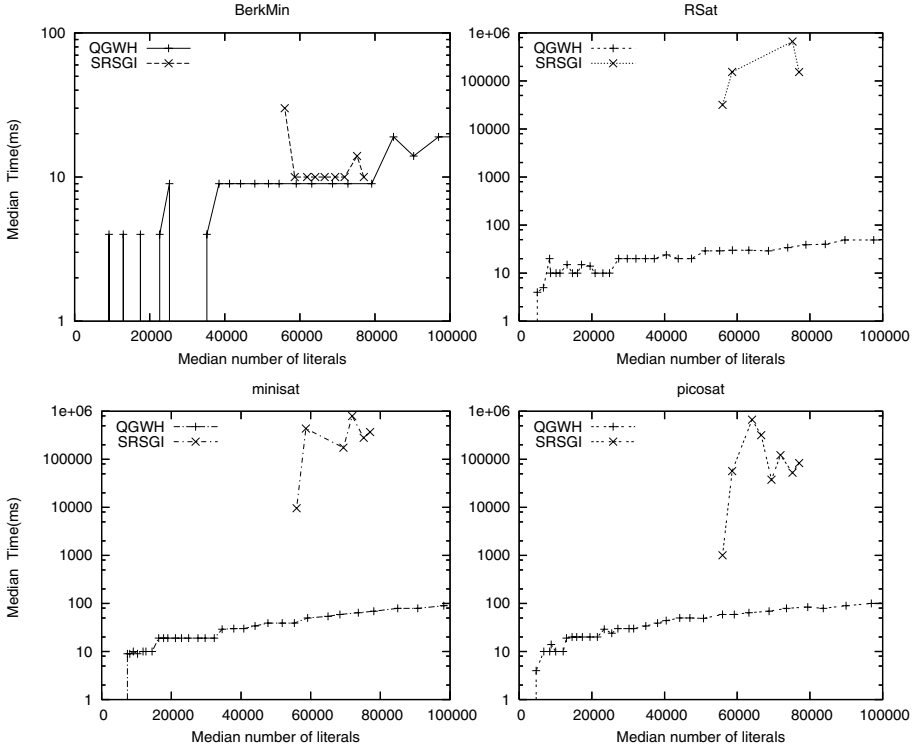 BerkMin
QGWH
SRSGI
100
10
1
0 20000 40000 60000 80000 100000
Median Time(ms)
Median number of literals
RSat
QGWH
SRSGI
1e+06
100000
10000
1000
100
10
1
0 20000 40000 60000 80000 100000
Median number of literals
minisat
QGWH
SRSGI
1e+06
100000
10000
1000
100
10
1
0 20000 40000 60000 80000 100000
Median Time(ms)
Median number of literals
picosat
QGWH
SRSGI
1e+06
100000
10000
1000
100
10
1
0 20000 40000 60000 80000 100000
Median number of literals